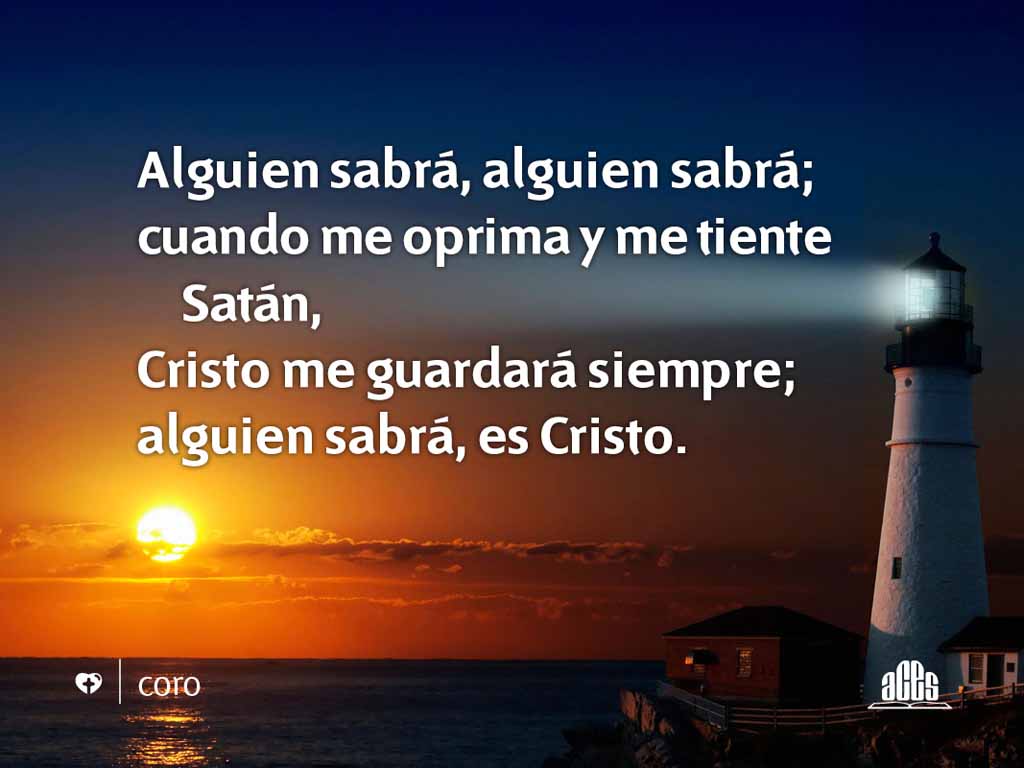 Alguien sabrá, alguien sabrá;
cuando me oprima y me tiente
Satán,
Cristo me guardará siempre;
alguien sabrá, es Cristo.
coro
aces